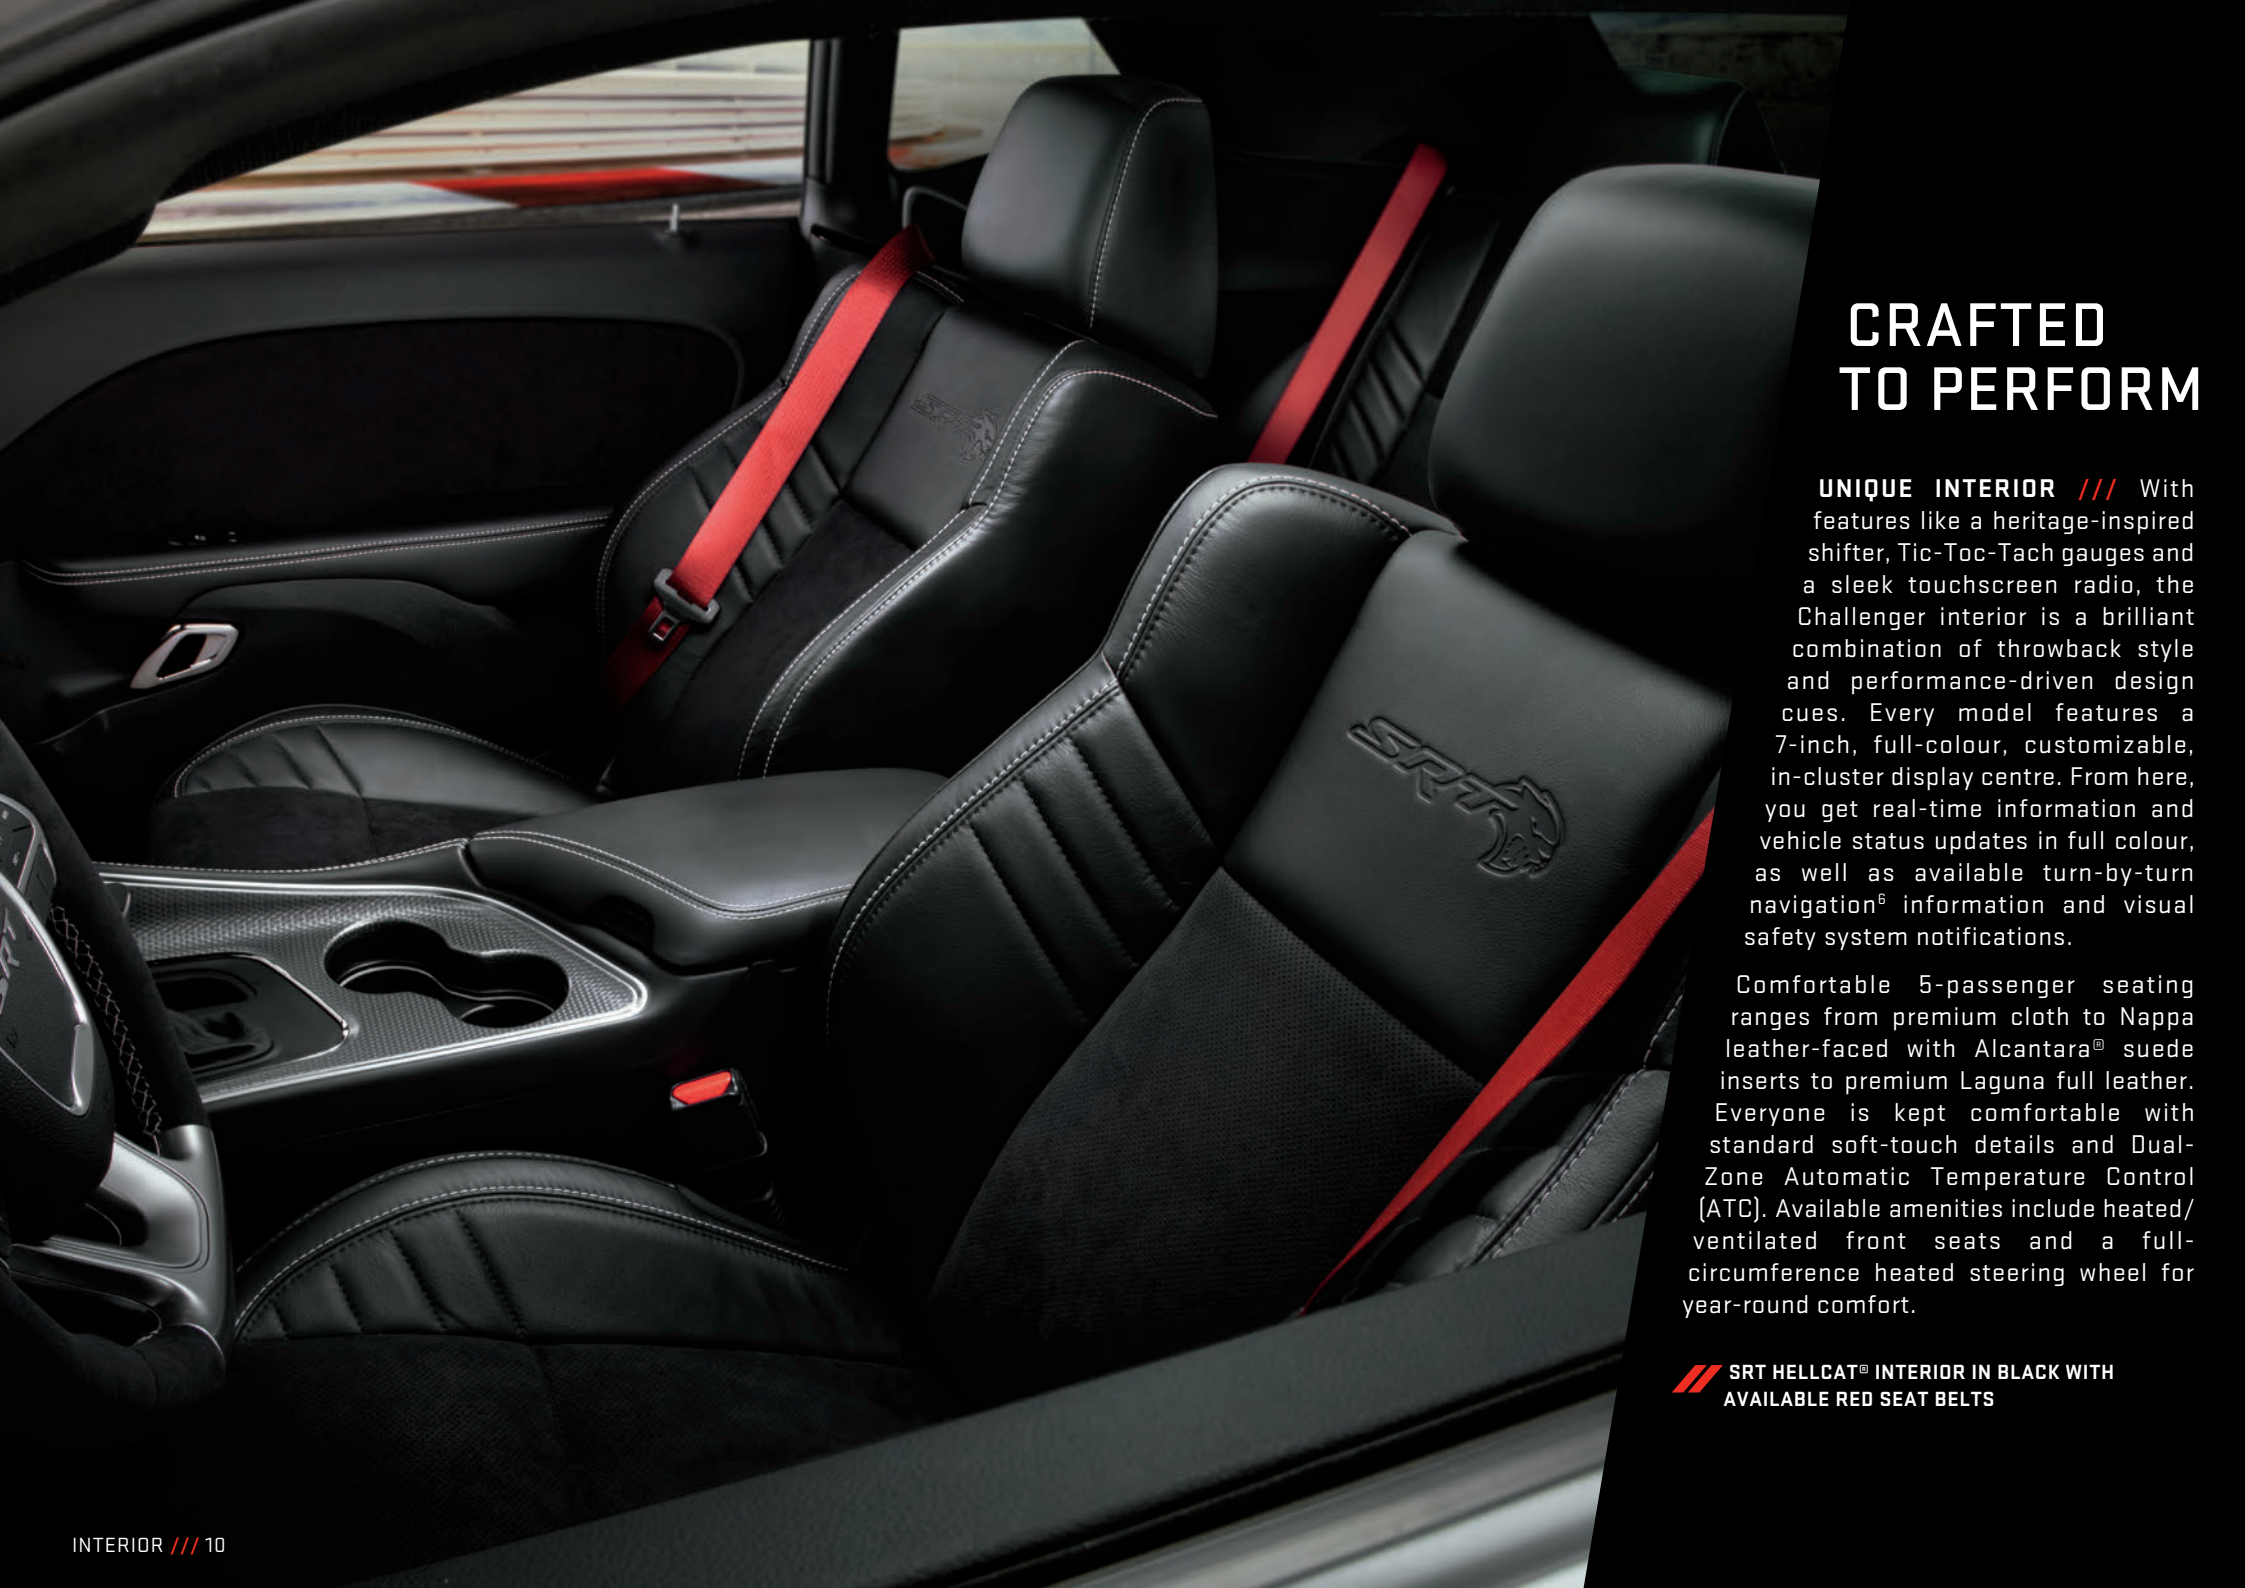 CRAFTED
TO PERFORM
UNIQUE INTERIOR /// With
features like a heritage-inspired
shifter, Tic-Toc-Tach gauges and
a sleek touchscreen radio, the
Challenger interior is a brilliant
combination of throwback style
and performance-driven design
cues. Every model features a
7-inch, full-colour, customizable,
in-cluster display centre. From here,
you get real-time information and
vehicle status updates in full colour,
as well as available turn-by-turn
navigation⁶ information and visual
safety system notifications.
Comfortable 5-passenger seating
ranges from premium cloth to Nappa
leather-faced with Alcantara® suede
inserts to premium Laguna full leather.
Everyone is kept comfortable with
standard soft-touch details and Dual-
Zone Automatic Temperature Control
(ATC). Available amenities include heated/
ventilated front seats and a full-
circumference heated steering wheel for
year-round comfort.
SRT HELLCAT® INTERIOR IN BLACK WITH
AVAILABLE RED SEAT BELTS
SRT
SRT
SRT
INTERIOR /// 10